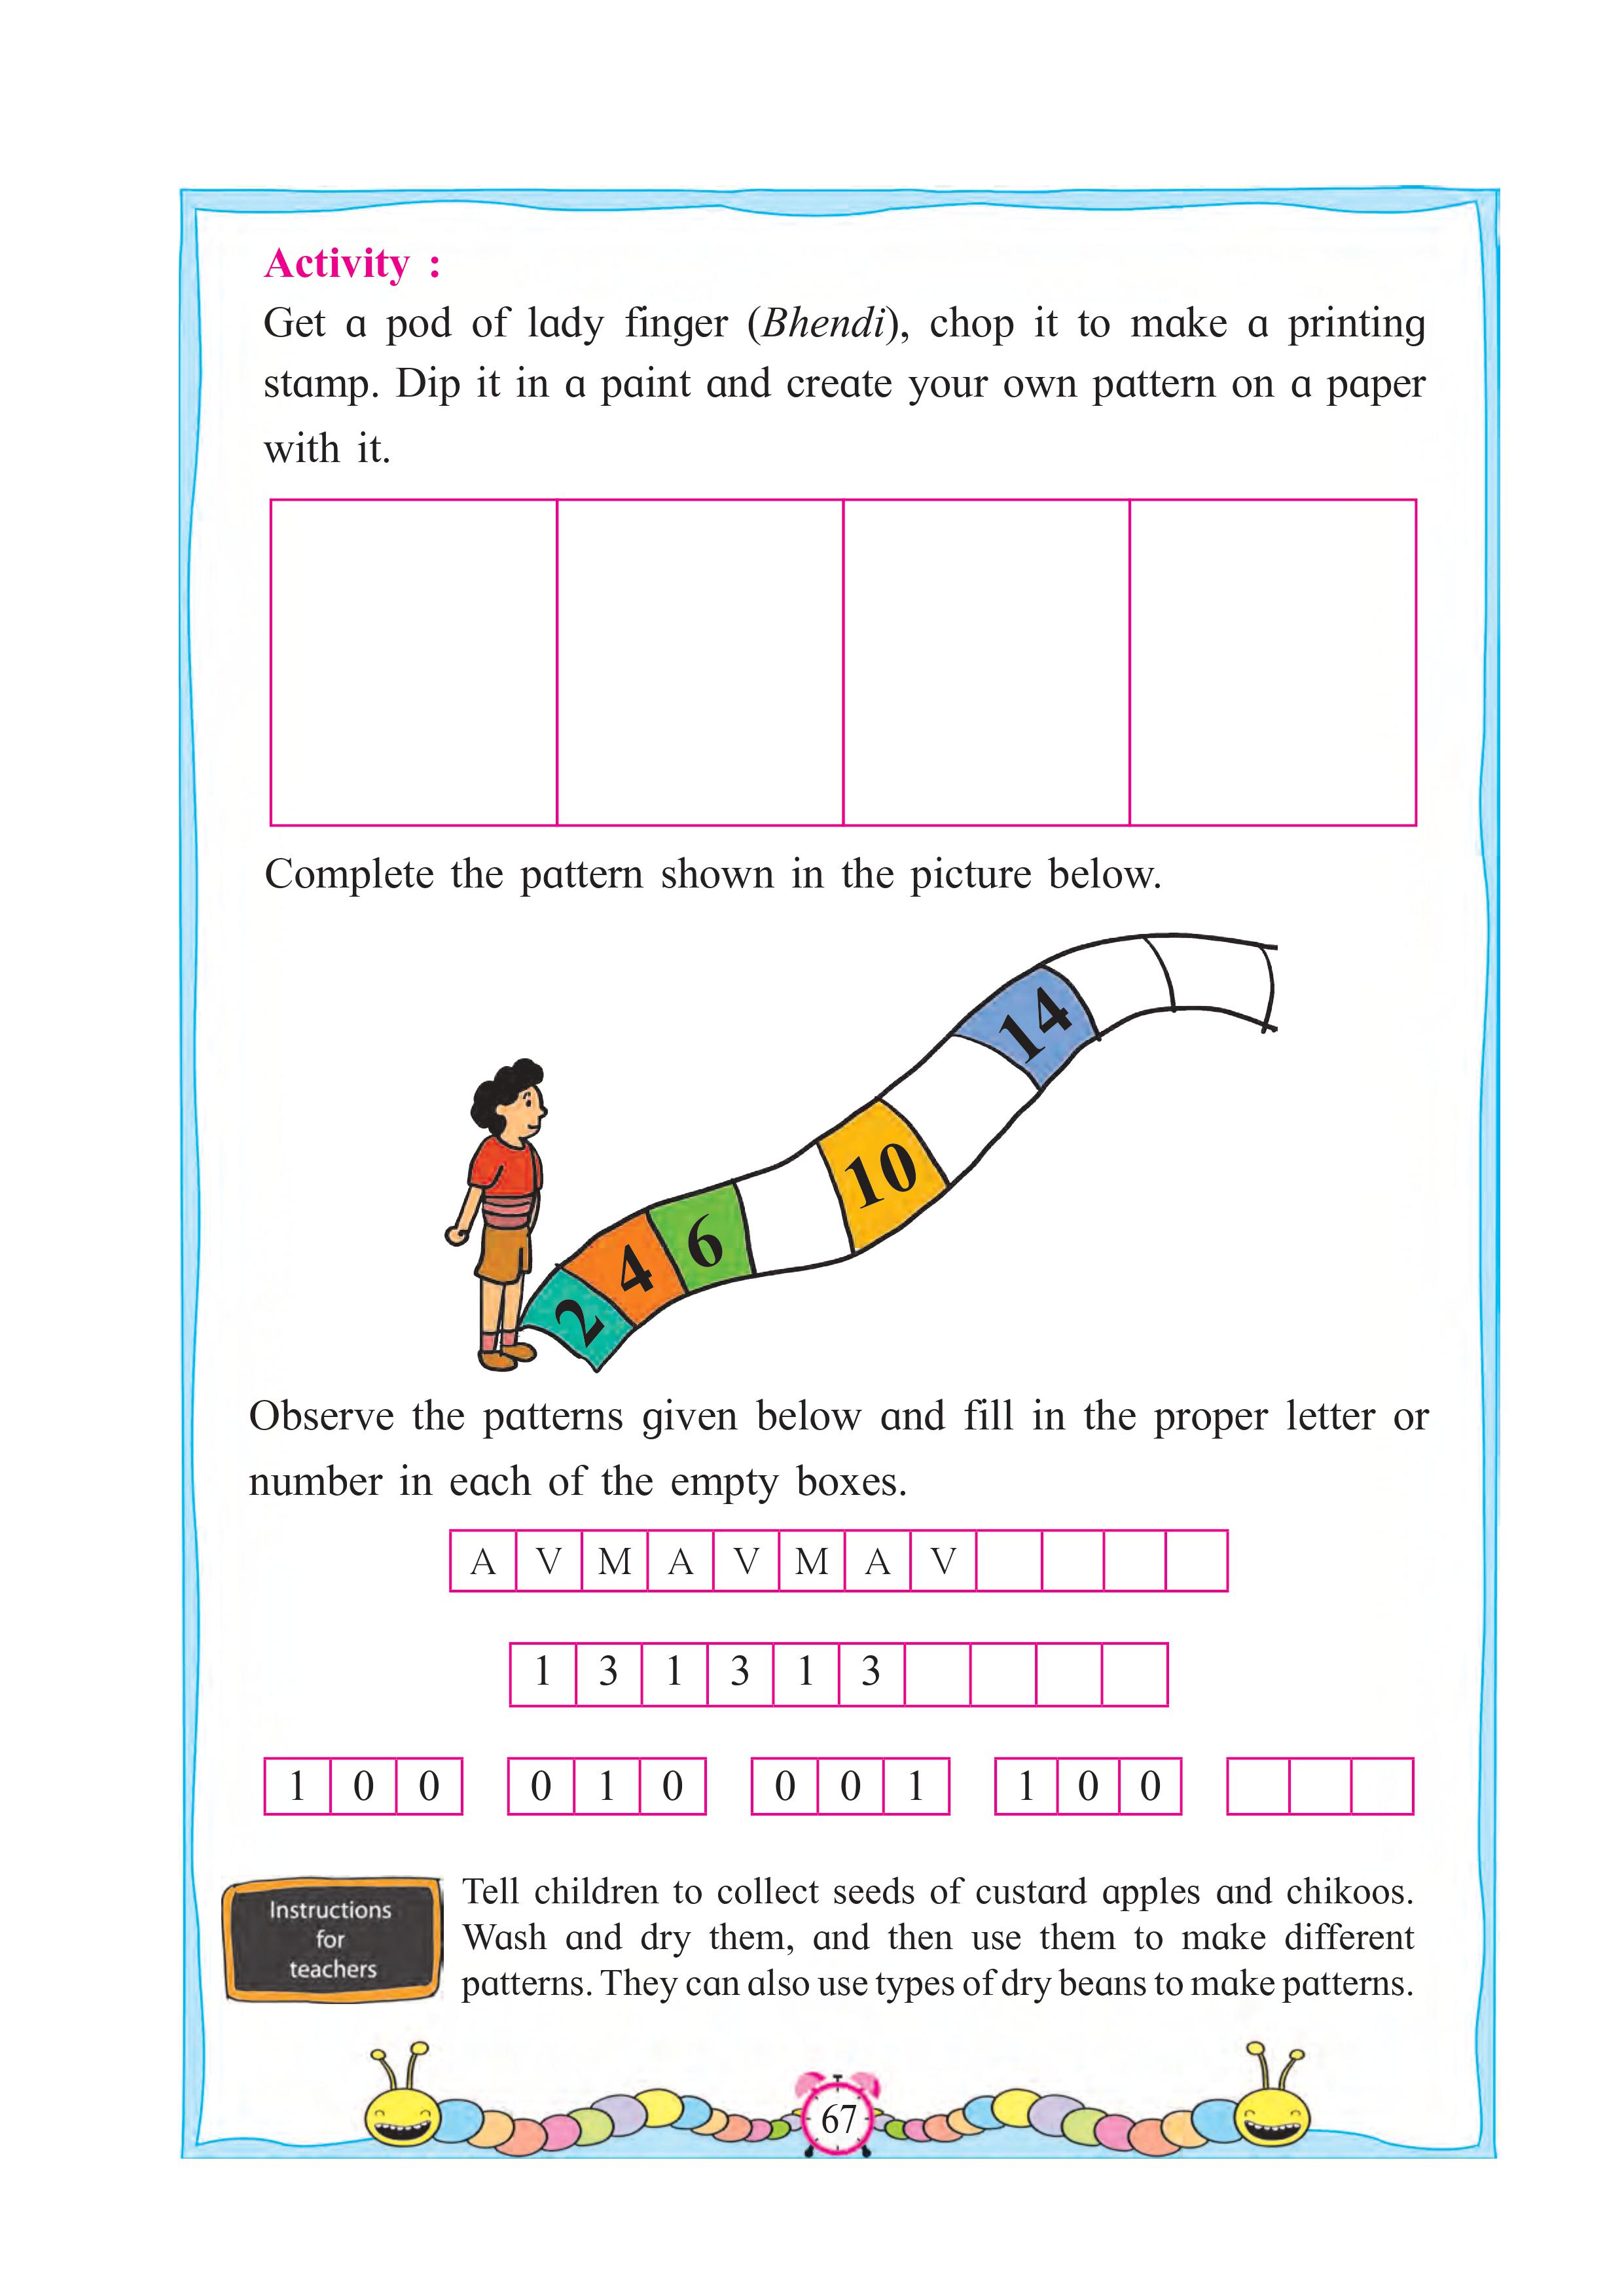 Activity :
Get a pod of lady finger (Bhendi), chop it to make a printing
stamp. Dip it in a paint and create your own pattern on a paper
with it.
Complete the pattern shown in the picture below.
14
10
6
4
2
Observe the patterns given below and fill in the proper letter or
number in each of the empty boxes.
A V M A V M A V
1 3 1 3 1 3
1 0 0 0 1 0 0 0 1 1 0 0
Instructions
for
teachers
Tell children to collect seeds of custard apples and chikoos.
Wash and dry them, and then use them to make different
patterns. They can also use types of dry beans to make patterns.
67